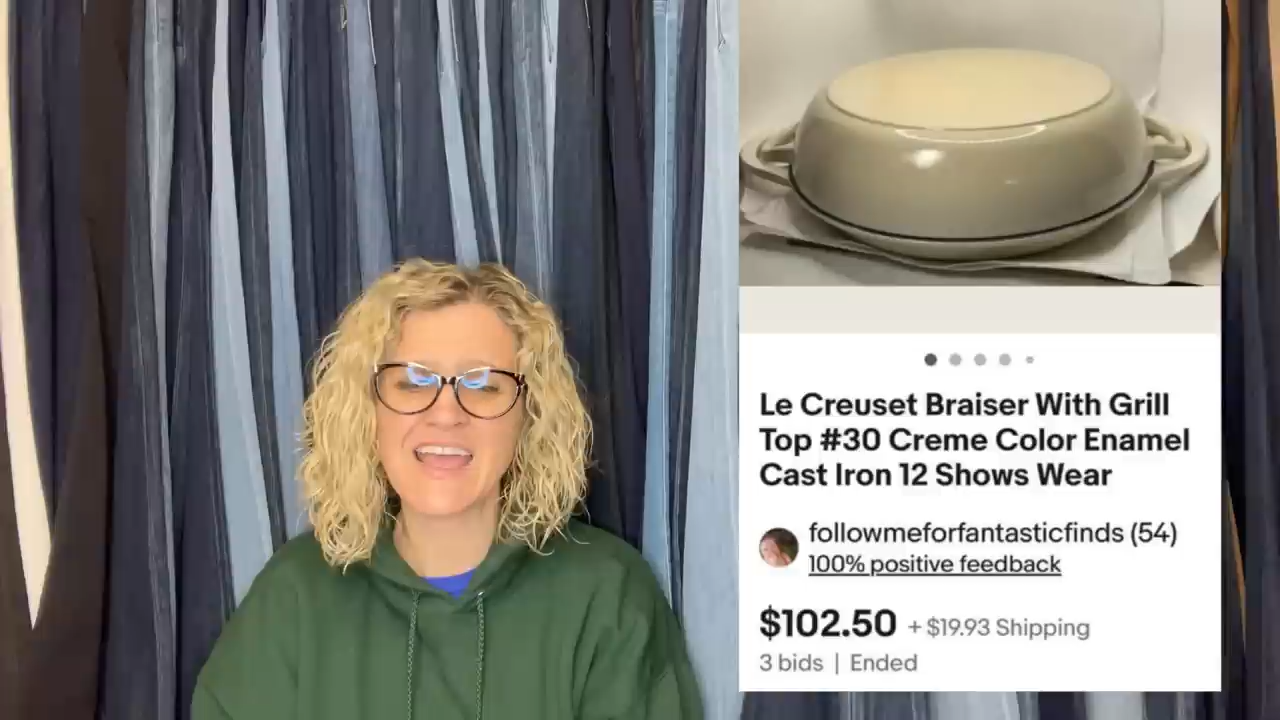 Le Creuset Braiser With Grill
Top #30 Creme Color Enamel
Cast Iron 12 Shows Wear
followmeforfantasticfinds (54)
100% positive feedback
$102.50 + $19.93 Shipping
3 bids | Ended